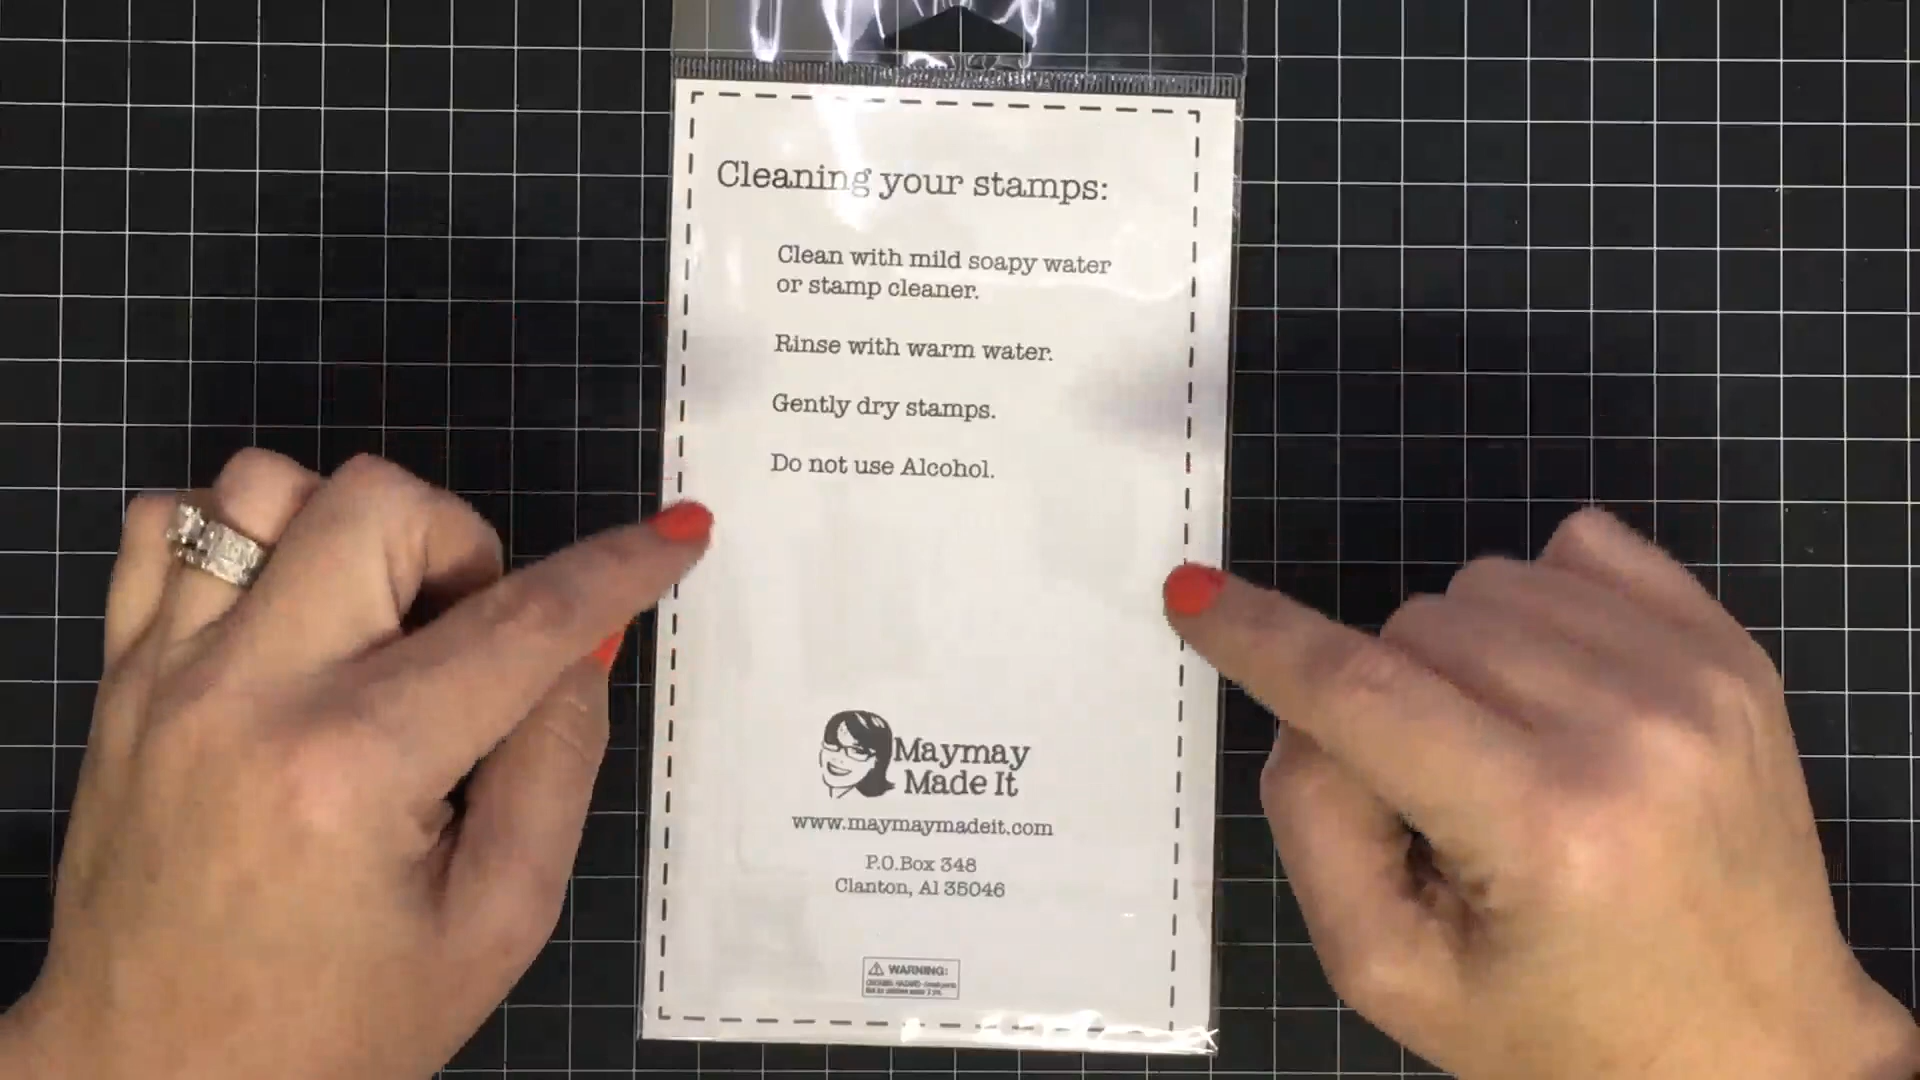 Cleaning your stamps:
Clean with mild soapy water
or stamp cleaner.
Rinse with warm water.
Gently dry stamps.
Do not use Alcohol.
Maymay
Made It
www.maymaymadeit.com
P.O.Box 348
Clanton, Al 35046
WARNING: